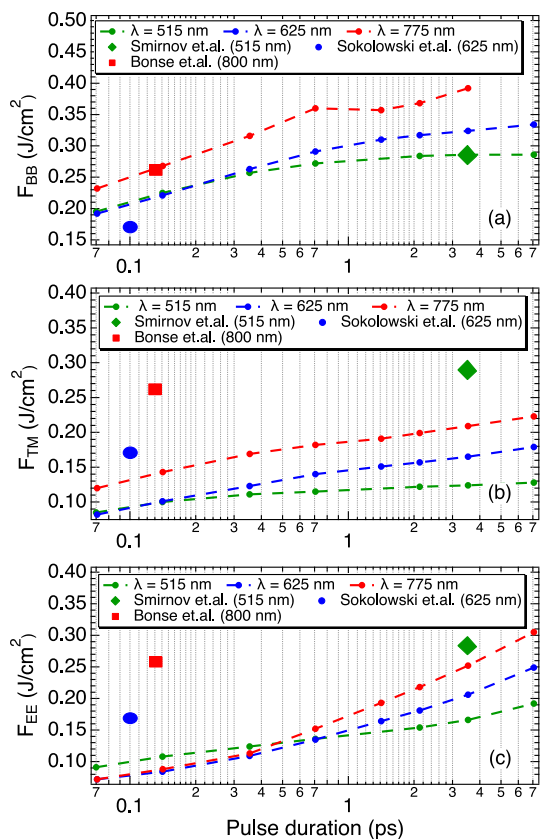 0.50
λ = 515 nm λ = 625 nm λ = 775 nm
Smirnov et.al. (515 nm) Sokolowski et.al. (625 nm)
Bonse et.al. (800 nm)
0.45
0.40
0.35
0.30
0.25
0.20
0.15
F_BB (J/cm²)
(a)
7 2 3 4 5 6 7 2 3 4 5 6 7
0.1 1
0.40
λ = 515 nm λ = 625 nm λ = 775 nm
Smirnov et.al. (515 nm) Sokolowski et.al. (625 nm)
Bonse et.al. (800 nm)
0.35
0.30
0.25
0.20
0.15
0.10
F_TM (J/cm²)
(b)
7 2 3 4 5 6 7 2 3 4 5 6 7
0.1 1
0.40
λ = 515 nm λ = 625 nm λ = 775 nm
Smirnov et.al. (515 nm) Sokolowski et.al. (625 nm)
Bonse et.al. (800 nm)
0.35
0.30
0.25
0.20
0.15
0.10
F_EE (J/cm²)
(c)
7 2 3 4 5 6 7 2 3 4 5 6 7
0.1 1
Pulse duration (ps)